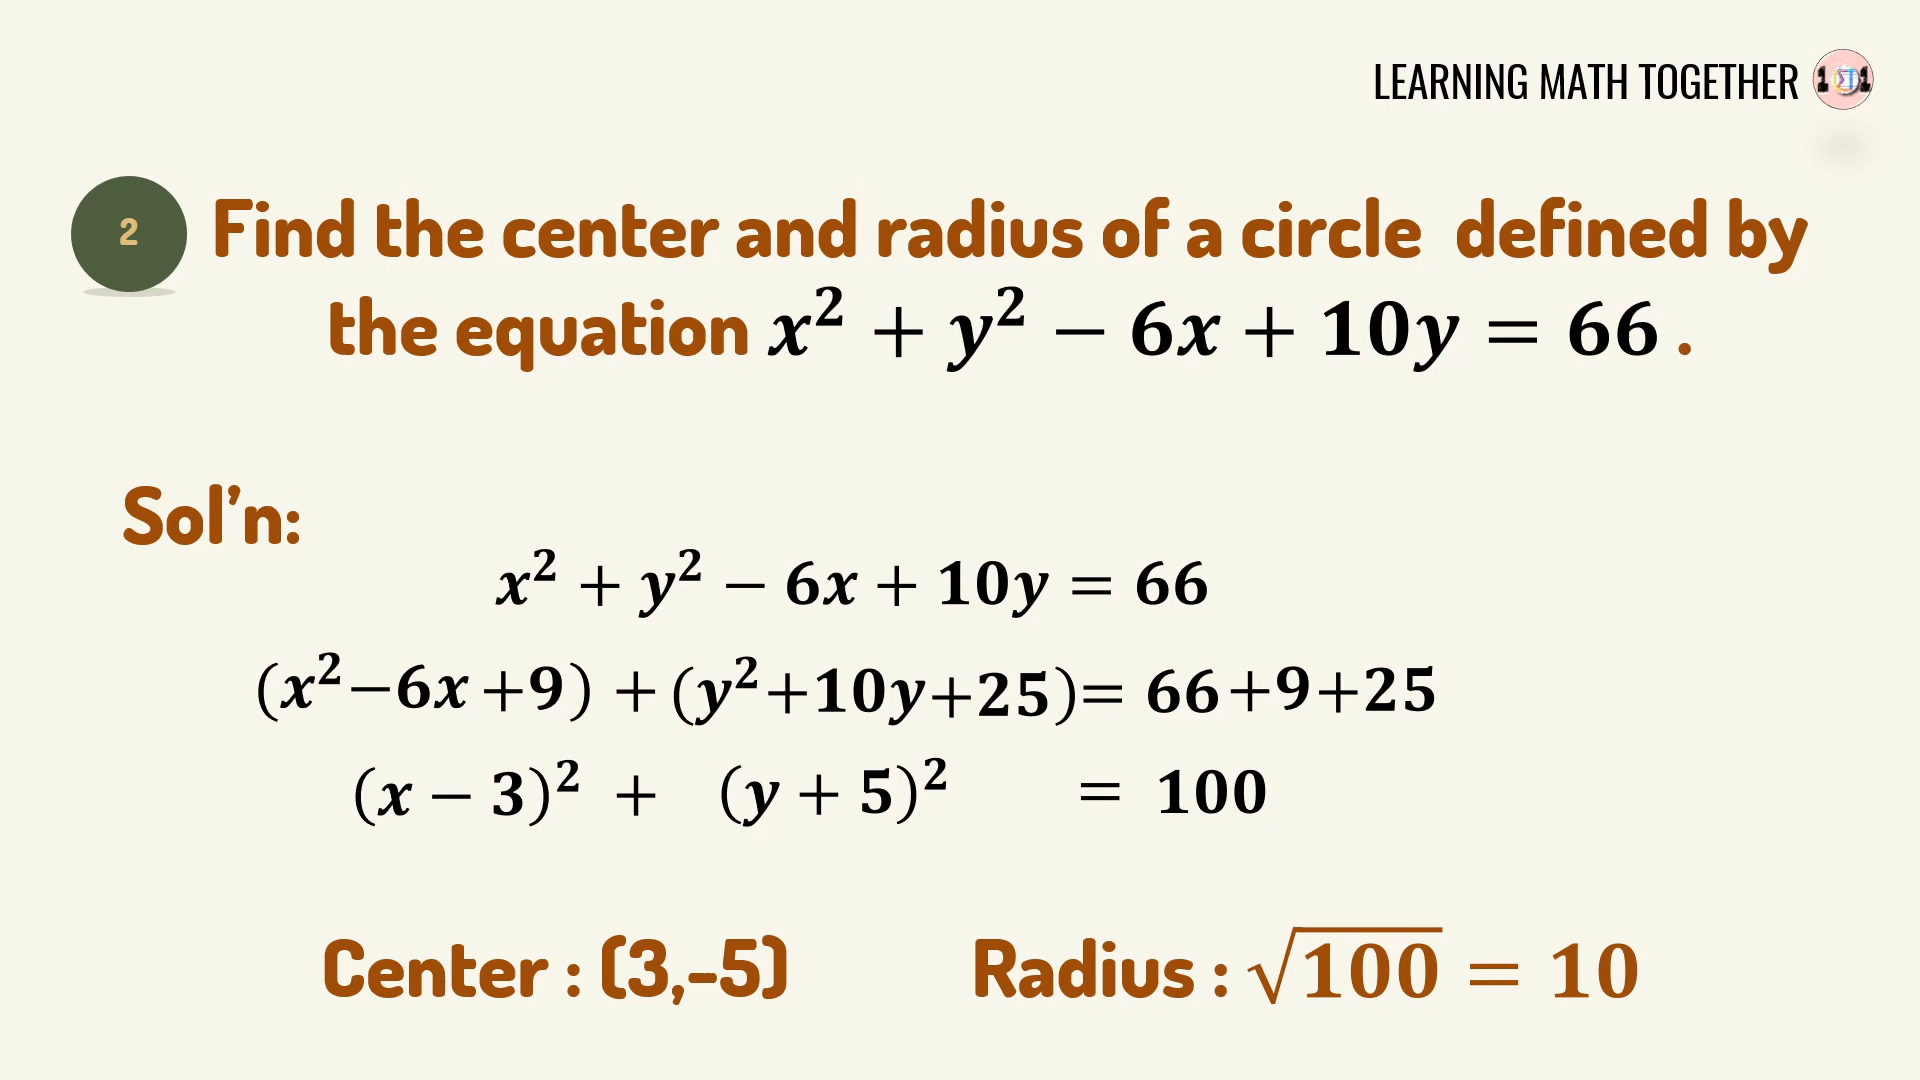 LEARNING MATH TOGETHER 1 1
2
Find the center and radius of a circle defined by
the equation x² + y² − 6x + 10y = 66 .
Sol’n:
x² + y² − 6x + 10y = 66
(x²−6x+9) + (y²+10y+25)= 66+9+25
(x − 3)² + (y + 5)² = 100
Center : (3,-5) Radius : √100 = 10